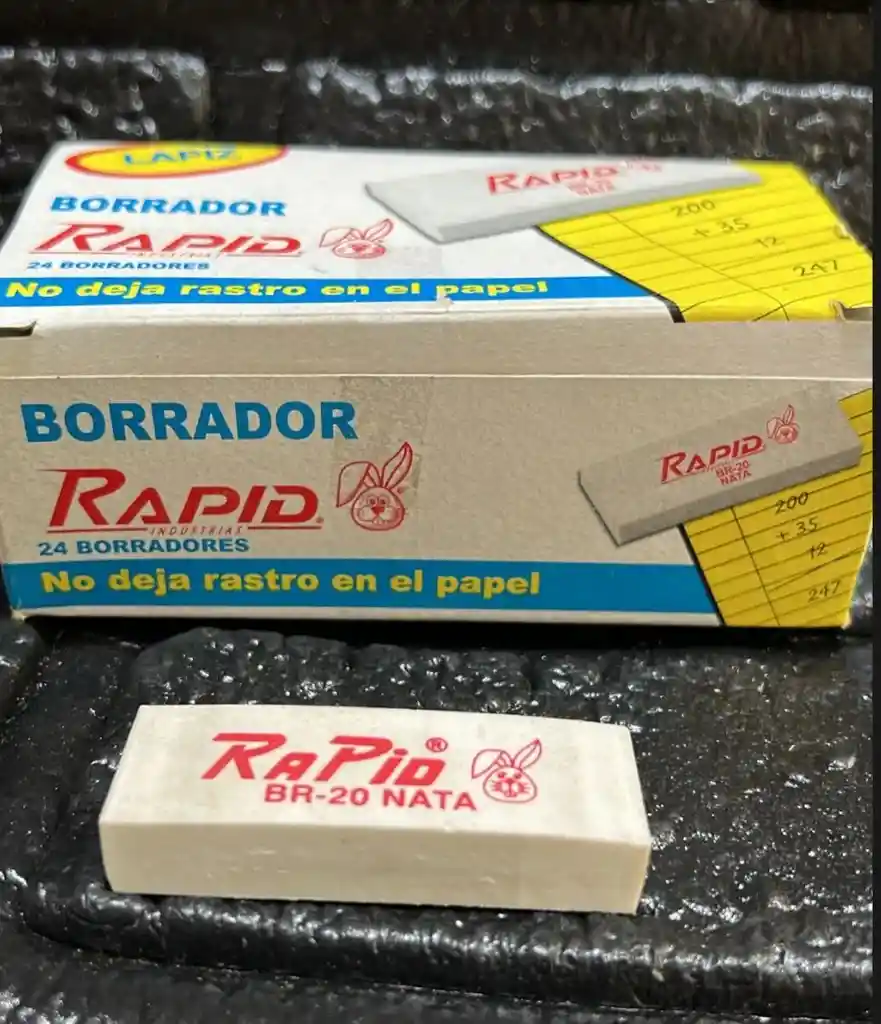 LAPIZ
BORRADOR
RAPID
24 BORRADORES
No deja rastro en el papel
RAPID
NATA
200
+ 35
12
247
BORRADOR
RAPID
INDUSTRIAS
24 BORRADORES
No deja rastro en el papel
RAPID
BR-20
NATA
200
+ 35
12
247
RAPID®
BR-20 NATA